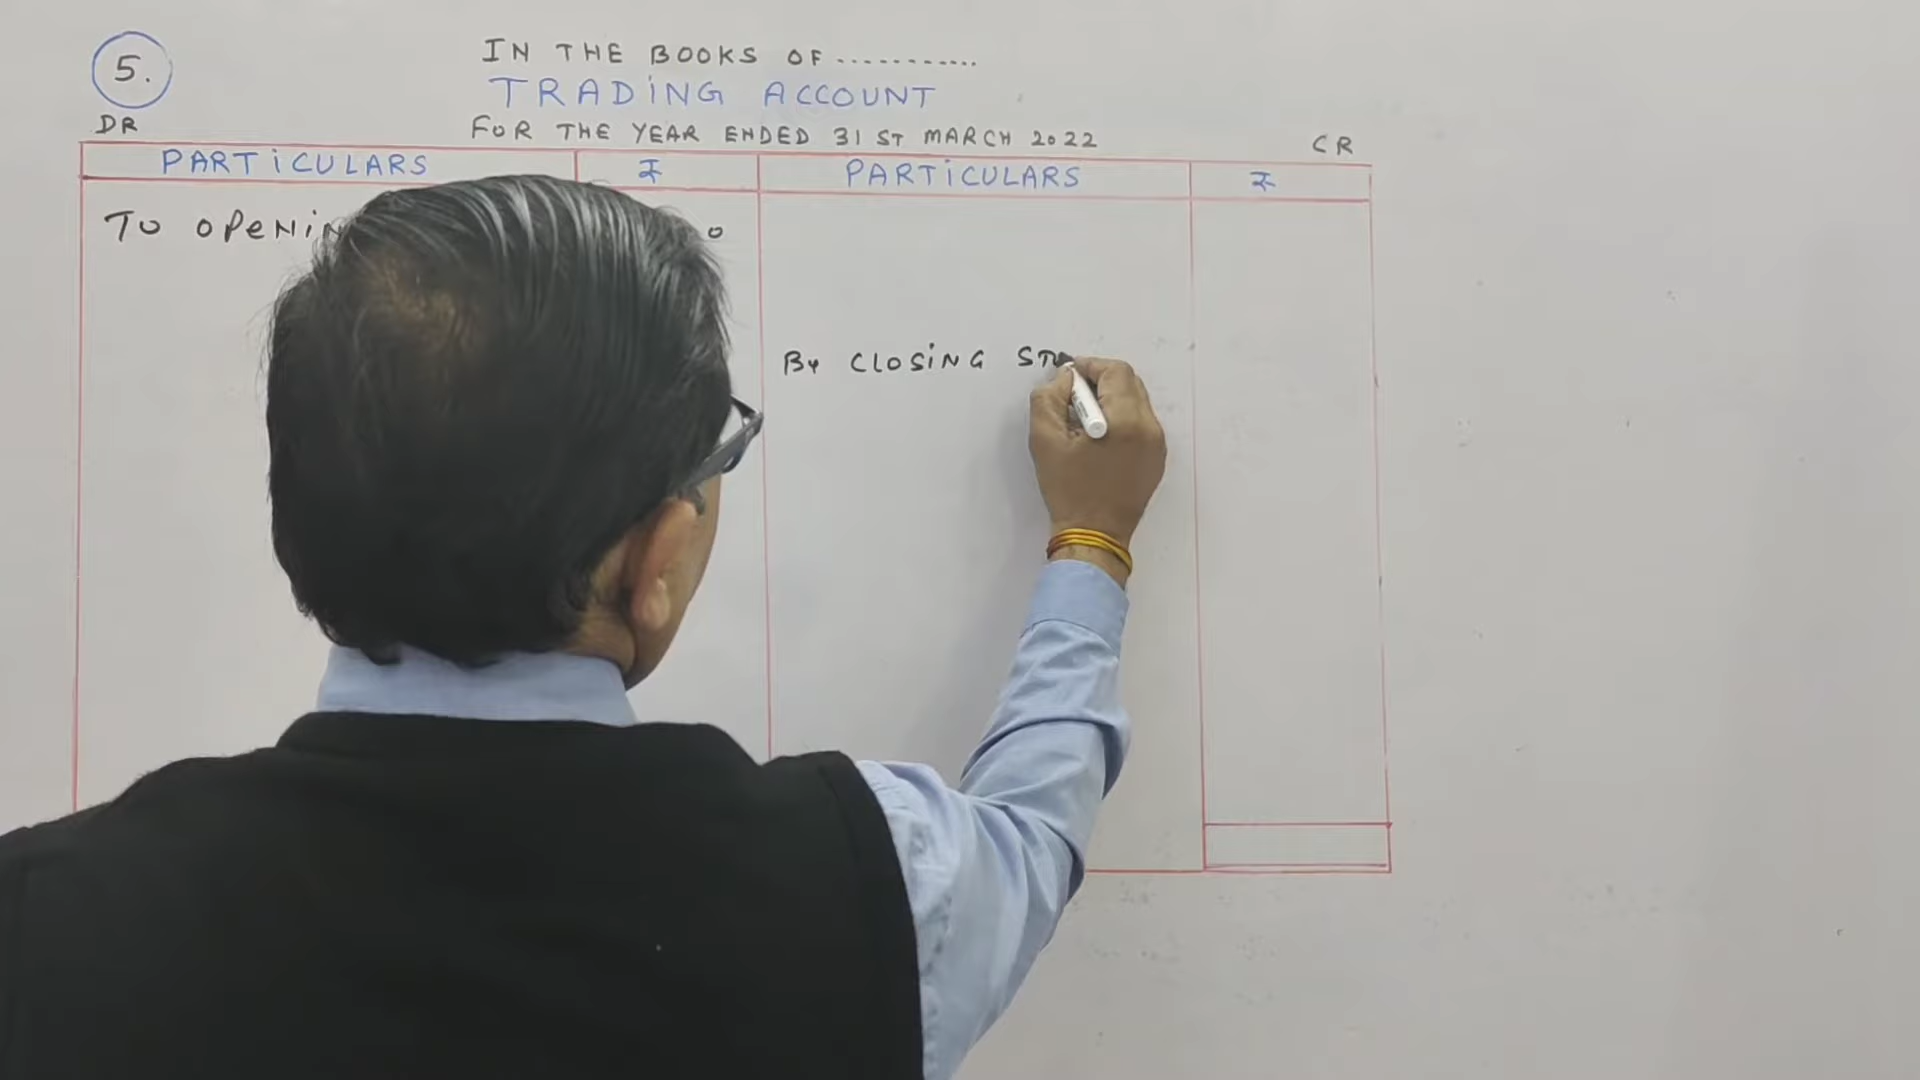 5.
IN THE BOOKS OF ...........
TRADING ACCOUNT
DR
FOR THE YEAR ENDED 31 ST MARCH 2022
CR
PARTICULARS ₹ PARTICULARS ₹
To OPENIN
By CLOSING